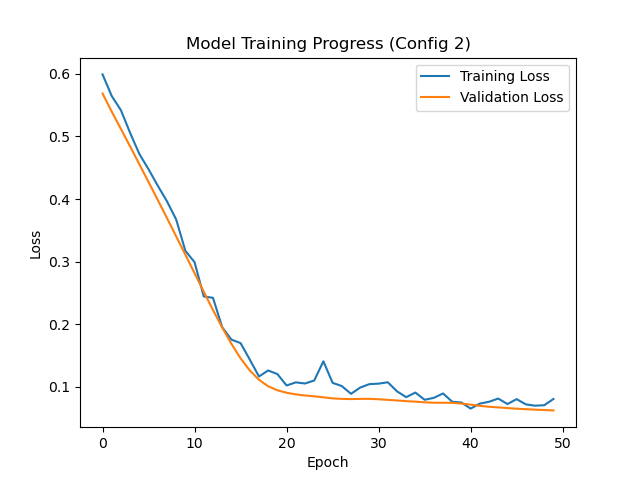 Model Training Progress (Config 2)
Training Loss
Validation Loss
0.6
0.5
0.4
0.3
0.2
0.1
Loss
0 10 20 30 40 50
Epoch